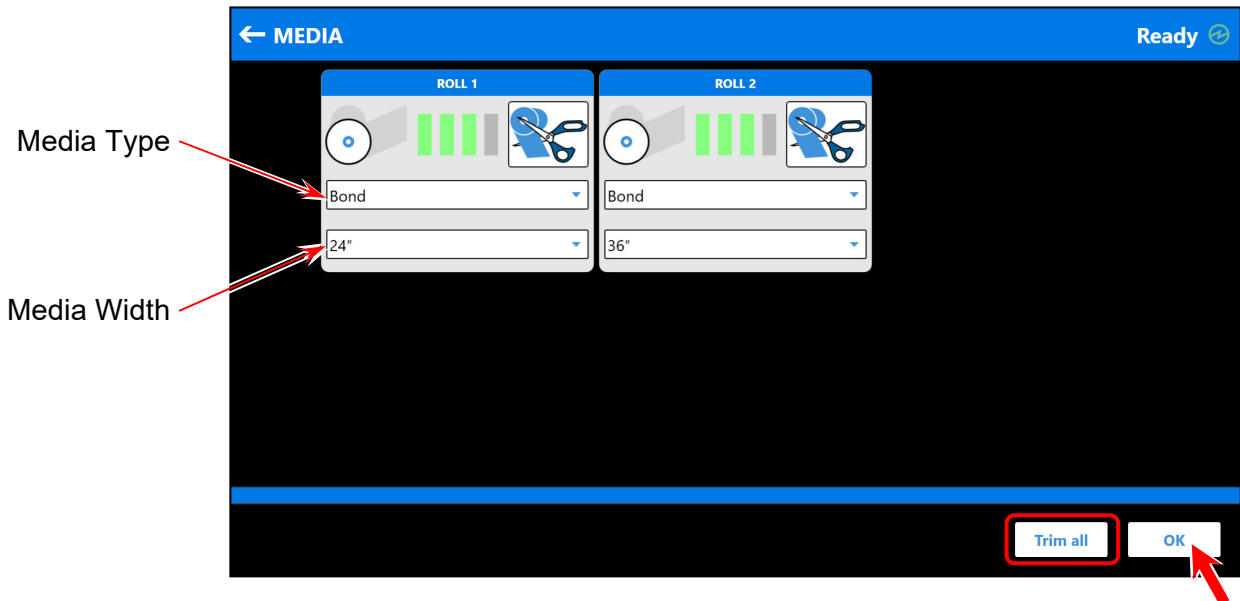 MEDIA
Ready
ROLL 1
ROLL 2
Media Type
Bond
Bond
24"
36"
Media Width
Trim all
OK